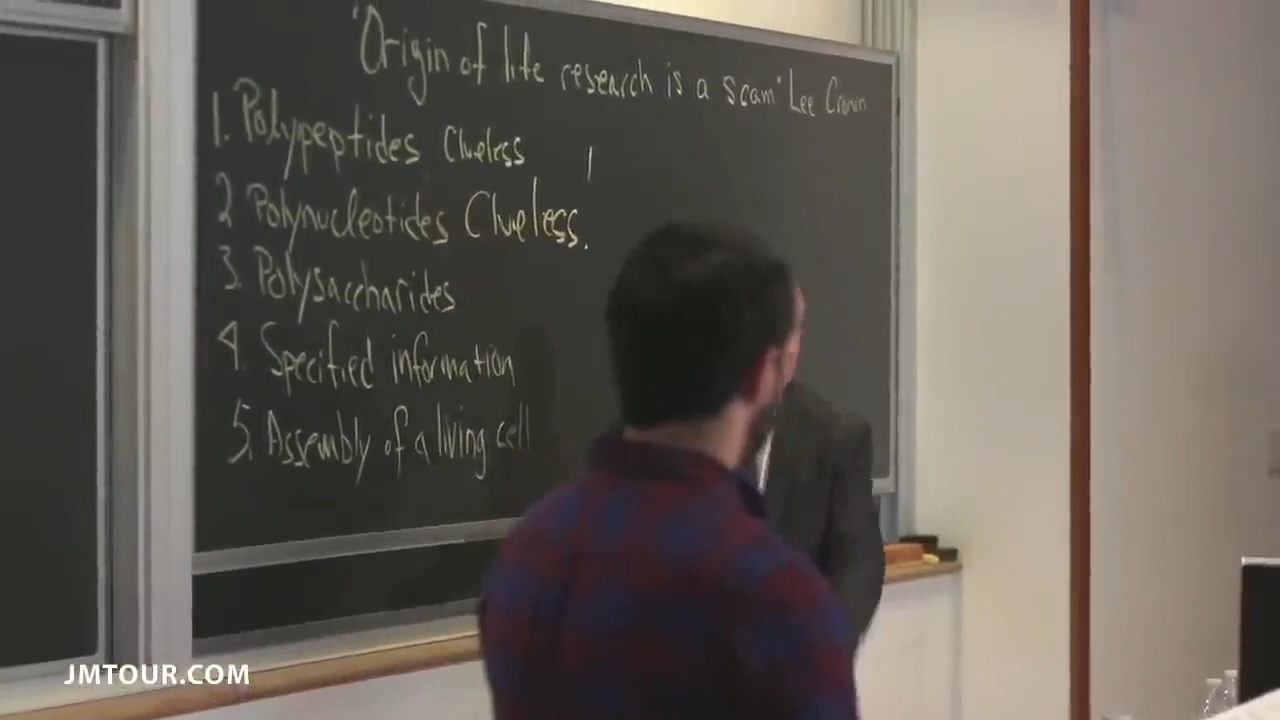 "Origin of life research is a scam" Lee Cronin
1. Polypeptides Clueless
2 Polynucleotides Clueless.
3. Polysaccharides
4. Specified information
5. Assembly of a living cell
JMTOUR.COM